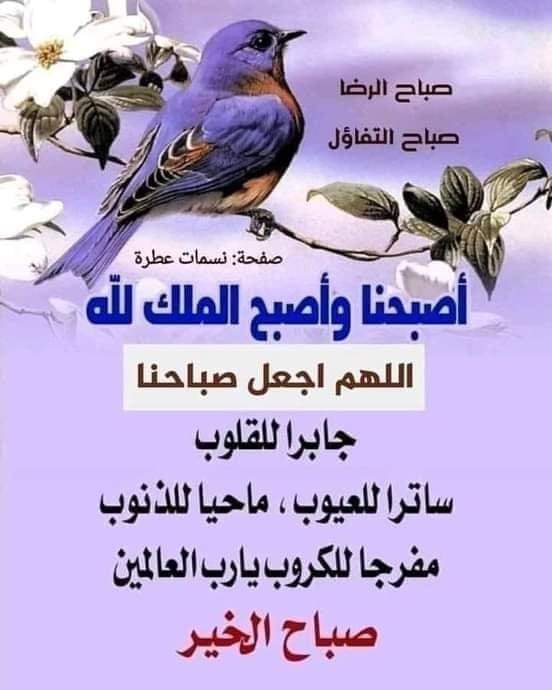 صباح الرضا
صباح التفاؤل
صفحة: نسمات عطرة
أصبحنا وأصبح الملك لله
اللهم اجعل صباحنا
جابرا للقلوب
ساترا للعيوب ، ماحيا للذنوب
مفرجا للكروب يارب العالمين
صباح الخير